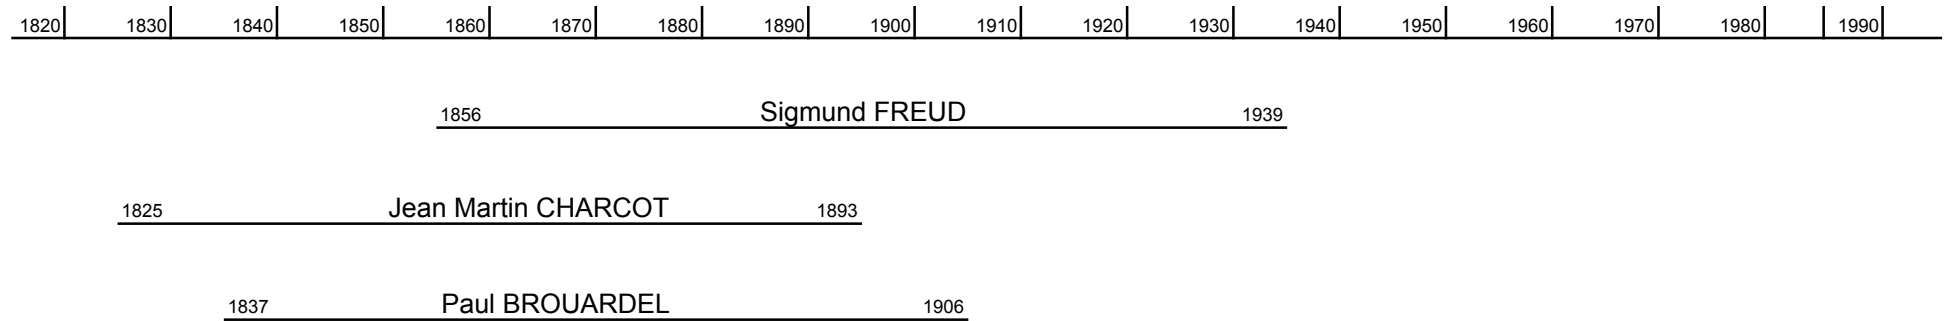 1820 1830 1840 1850 1860 1870 1880 1890 1900 1910 1920 1930 1940 1950 1960 1970 1980 1990
1856 Sigmund FREUD 1939
1825 Jean Martin CHARCOT 1893
1837 Paul BROUARDEL 1906